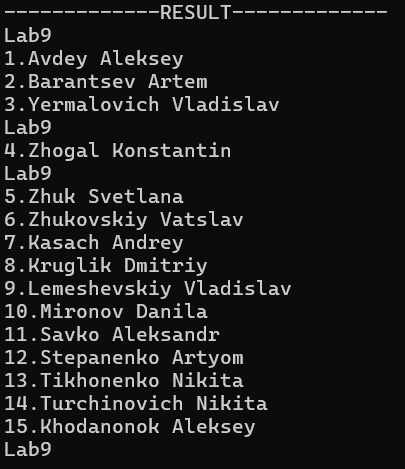 -------------RESULT-------------
Lab9
1.Avdey Aleksey
2.Barantsev Artem
3.Yermalovich Vladislav
Lab9
4.Zhogal Konstantin
Lab9
5.Zhuk Svetlana
6.Zhukovskiy Vatslav
7.Kasach Andrey
8.Kruglik Dmitriy
9.Lemeshevskiy Vladislav
10.Mironov Danila
11.Savko Aleksandr
12.Stepanenko Artyom
13.Tikhonenko Nikita
14.Turchinovich Nikita
15.Khodanonok Aleksey
Lab9